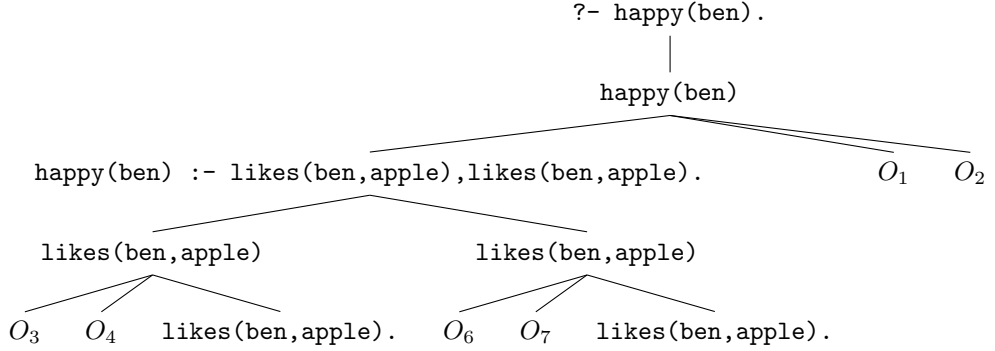 ?- happy(ben).
happy(ben)
happy(ben) :- likes(ben,apple),likes(ben,apple). O₁ O₂
likes(ben,apple) likes(ben,apple)
O₃ O₄ likes(ben,apple). O₆ O₇ likes(ben,apple).